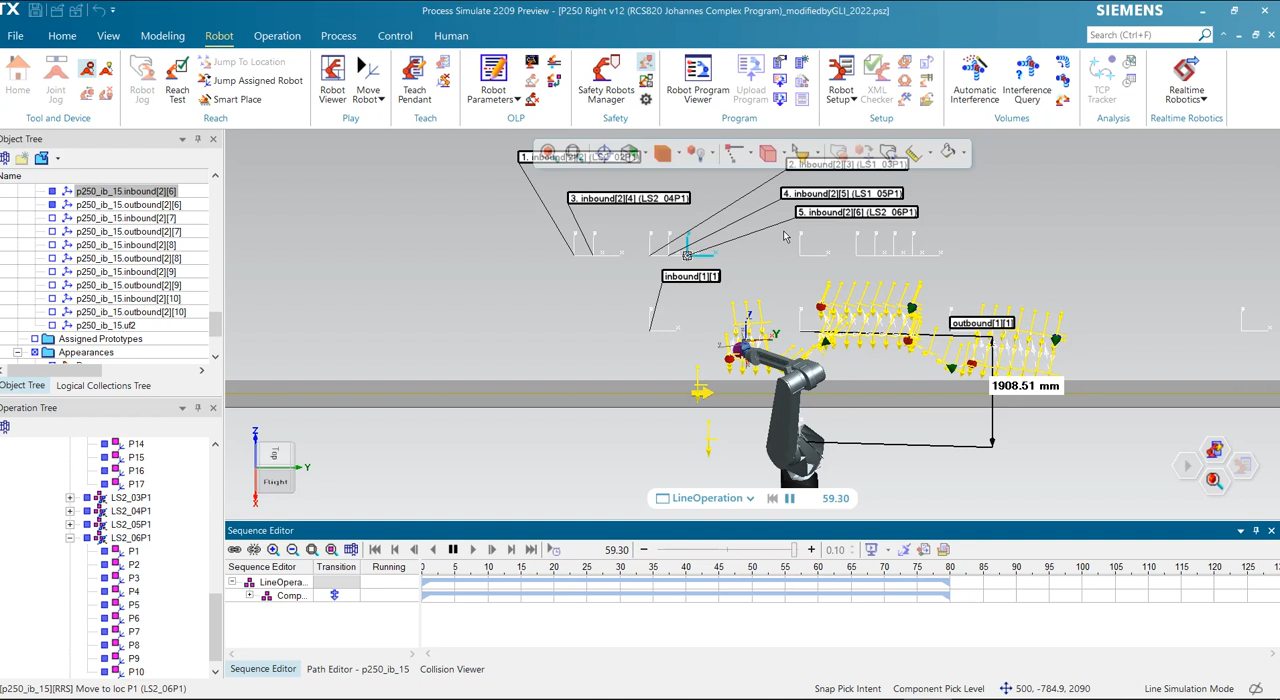 Process Simulate 2209 Preview - [P250 Right v12 (RCS820 Johannes Complex Program)_modifiedbyGLI_2022.psz]
SIEMENS
File Home View Modeling Robot Operation Process Control Human
Search (Ctrl+F)
Home
Joint Jog
Tool and Device
Robot Jog
Reach Test
Jump To Location
Jump Assigned Robot
Smart Place
Reach
Robot Viewer
Move Robot
Play
Teach Pendant
Teach
Robot Parameters
OLP
Safety Robots Manager
Safety
Robot Program Viewer
Upload Program
Program
Robot Setup
XML Checker
Setup
Automatic Interference
Interference Query
Volumes
TCP Tracker
Analysis
Realtime Robotics
Realtime Robotics
Object Tree
Name
p250_ib_15.inbound[2][6]
p250_ib_15.outbound[2][6]
p250_ib_15.inbound[2][7]
p250_ib_15.outbound[2][7]
p250_ib_15.inbound[2][8]
p250_ib_15.outbound[2][8]
p250_ib_15.inbound[2][9]
p250_ib_15.outbound[2][9]
p250_ib_15.inbound[2][10]
p250_ib_15.outbound[2][10]
p250_ib_15.uf2
Assigned Prototypes
Appearances
Object Tree
Logical Collections Tree
Operation Tree
P14
P15
P16
P17
LS2_03P1
LS2_04P1
LS2_05P1
LS2_06P1
P1
P2
P3
P4
P5
P6
P7
P8
P9
P10
1. inbound[2][2] (LS2_02P1)
2. inbound[2][3] (LS1_03P1)
3. inbound[2][4] (LS2_04P1)
4. inbound[2][5] (LS1_05P1)
5. inbound[2][6] (LS2_06P1)
inbound[1][1]
outbound[1][1]
1908.51 mm
Z
Y
Z
Y
X
Top
Right
LineOperation
59.30
Sequence Editor
59.30
0.10
Sequence Editor Transition Running
0 5 10 15 20 25 30 35 40 45 50 55 60 65 70 75 80 85 90 95 100 105 110 115 120 125
LineOpera...
Comp...
Sequence Editor
Path Editor - p250_ib_15
Collision Viewer
[p250_ib_15][RRS] Move to loc P1 (LS2_06P1)
Snap Pick Intent
Component Pick Level
500, -784.9, 2090
Line Simulation Mode